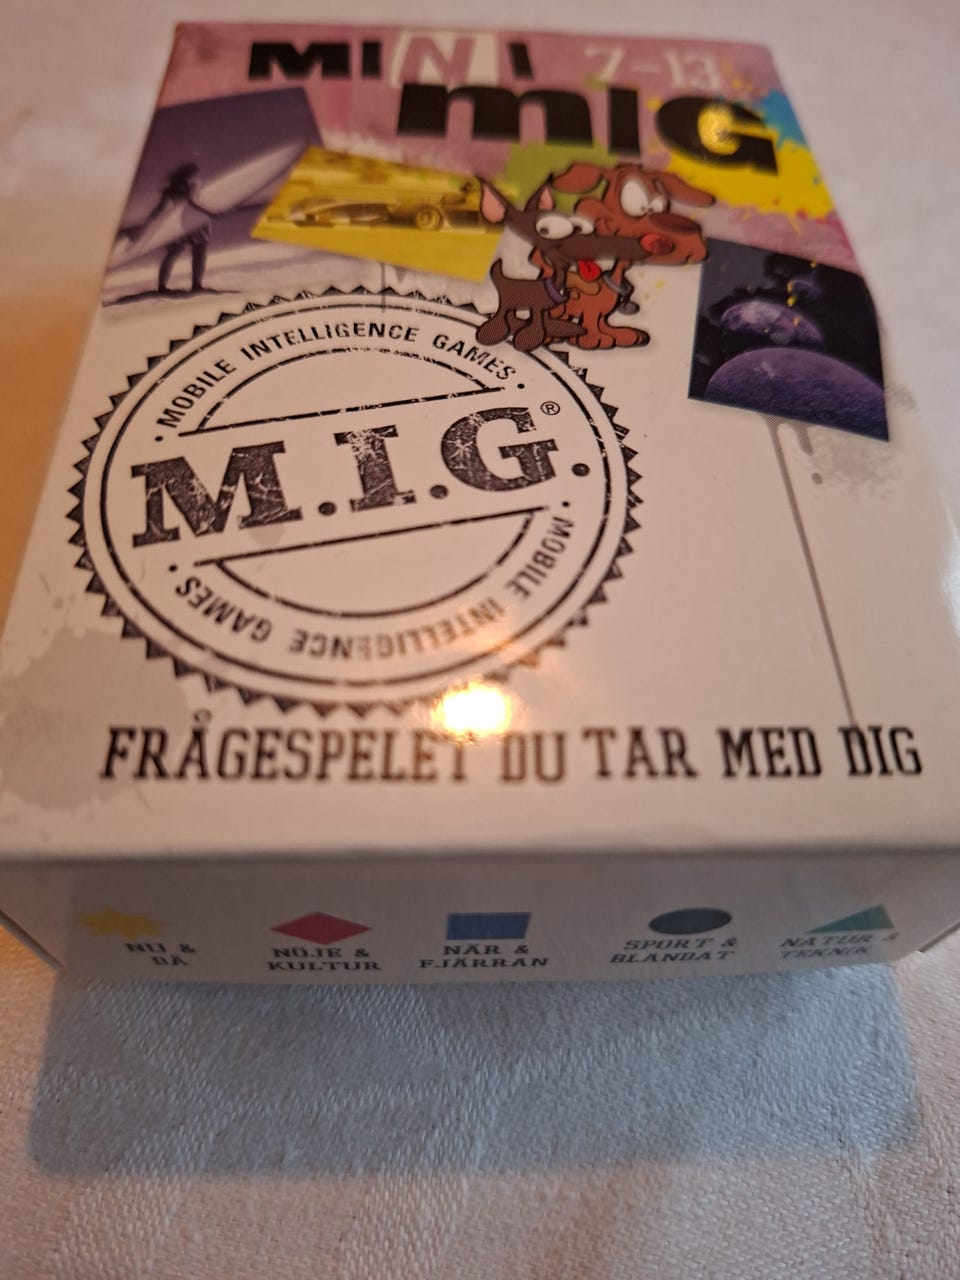 MINI 7-13
MIG
· MOBILE INTELLIGENCE GAMES ·
M.I.G.®
· MOBILE INTELLIGENCE GAMES ·
FRÅGESPELET DU TAR MED DIG
NU &
DÅ
NÖJE &
KULTUR
NÄR &
FJÄRRAN
SPORT &
BLANDAT
NATUR &
TEKNIK